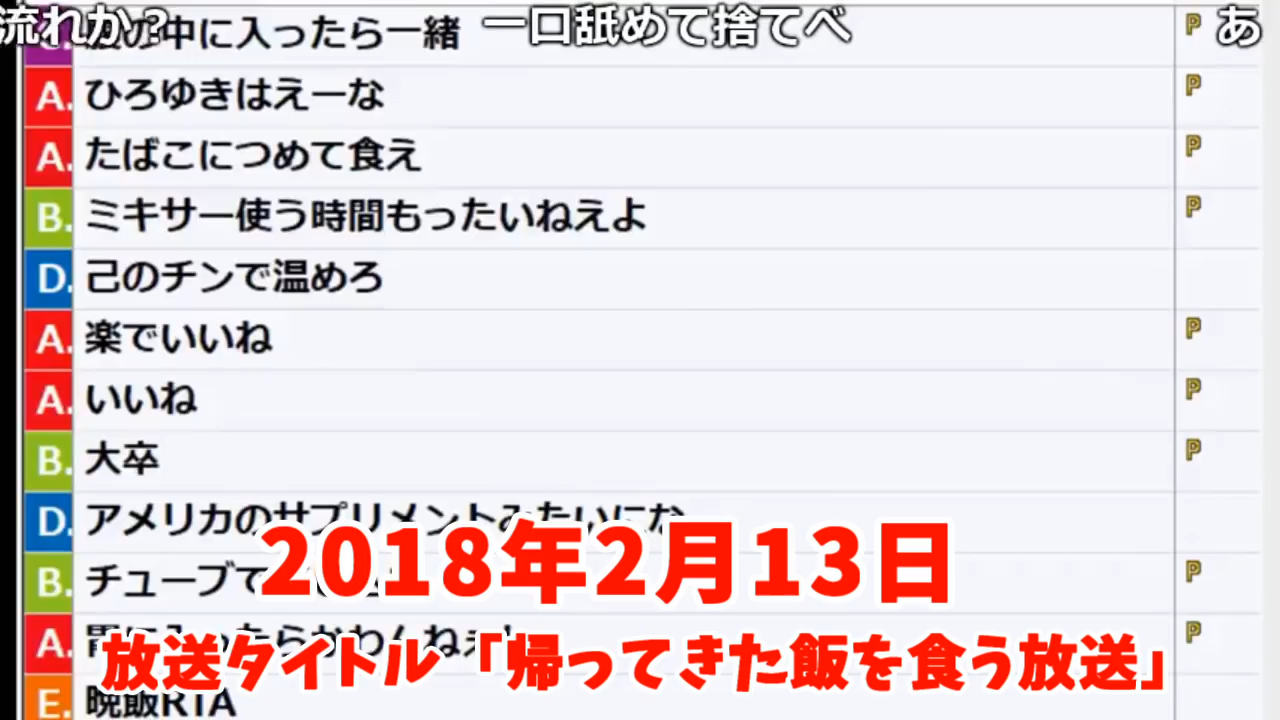 流れか？ 一口舐めて捨てべ あ
の中に入ったら一緒 P
A. ひろゆきはえーな P
A. たばこにつめて食え P
B. ミキサー使う時間もったいねえよ P
D. 己のチンで温めろ
A. 楽でいいね P
A. いいね P
B. 大卒 P
D. アメリカのサプリメントみたいにな
B. チューブで P
2018年2月13日
A. P
放送タイトル「帰ってきた飯を食う放送」
E. 晩飯RTA